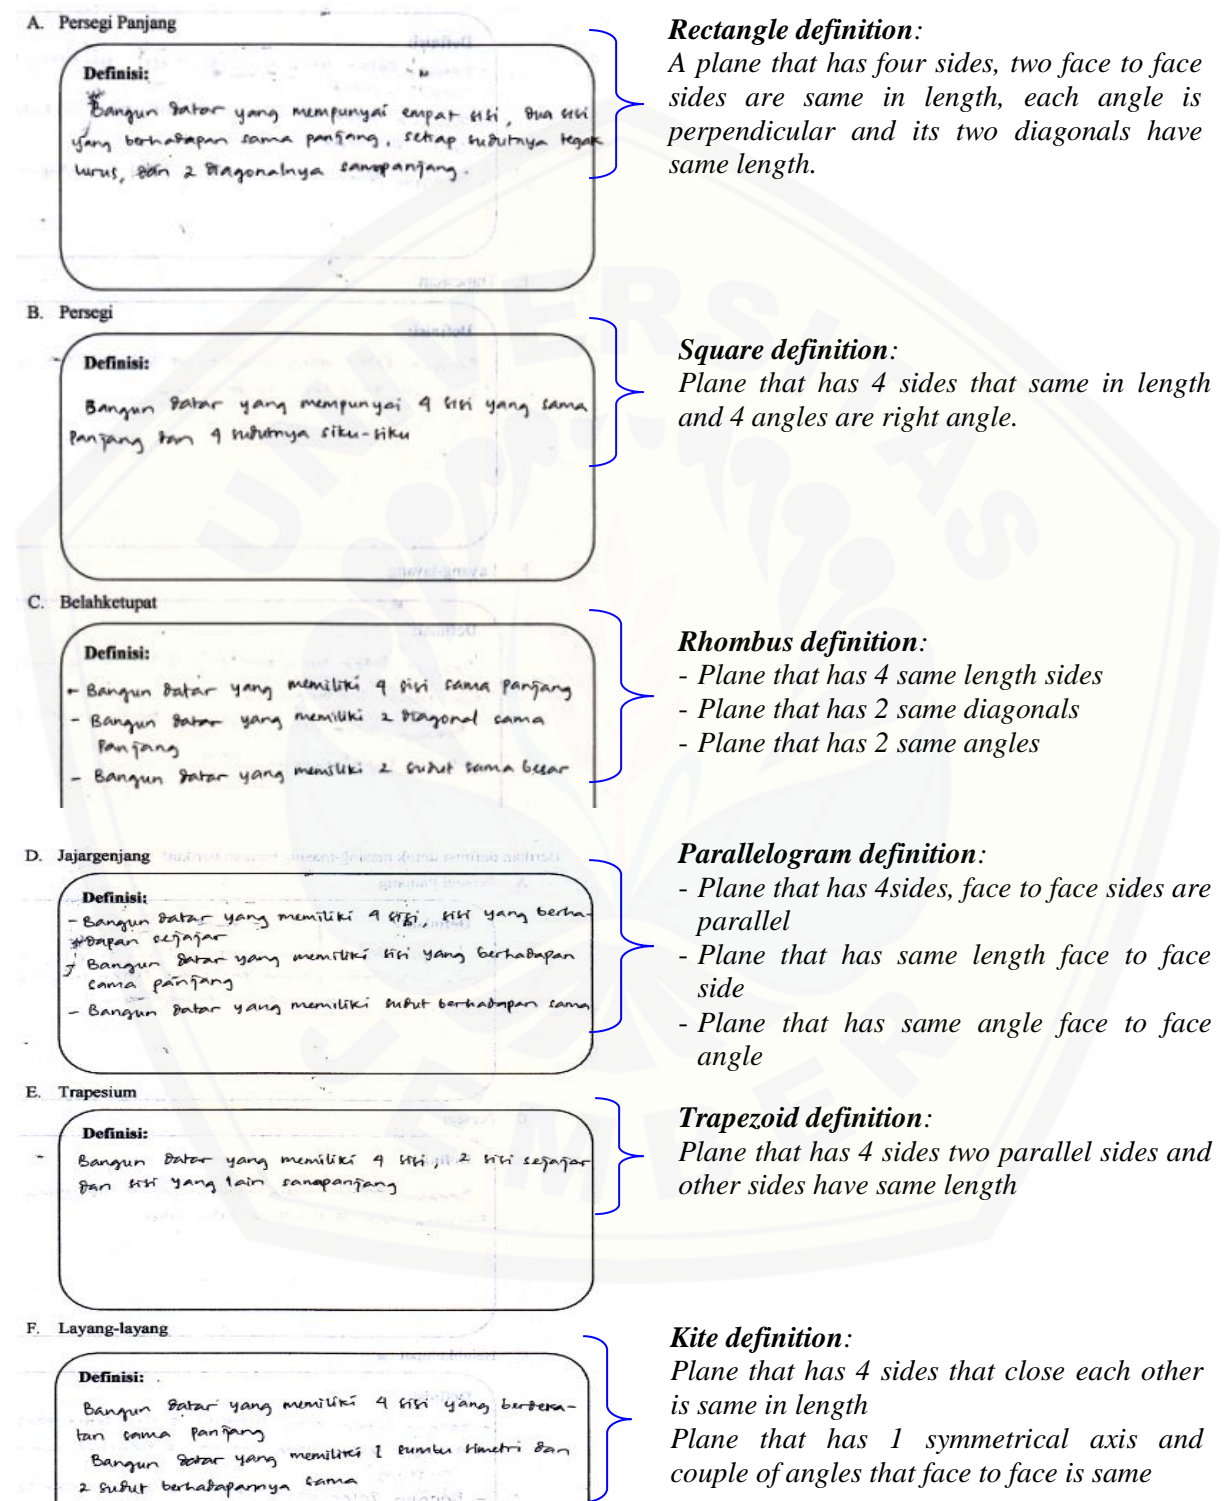 A. Persegi Panjang
Definisi:
Bangun datar yang mempunyai empat sisi, dua sisi
yang berhadapan sama panjang, setiap sudutnya tegak
lurus, dan 2 diagonalnya samapanjang.
Rectangle definition:
A plane that has four sides, two face to face
sides are same in length, each angle is
perpendicular and its two diagonals have
same length.
B. Persegi
Definisi:
Bangun datar yang mempunyai 4 sisi yang sama
panjang dan 4 sudutnya siku-siku
Square definition:
Plane that has 4 sides that same in length
and 4 angles are right angle.
C. Belahketupat
Definisi:
- Bangun datar yang memiliki 4 sisi sama panjang
- Bangun datar yang memiliki 2 diagonal sama
panjang
- Bangun datar yang memiliki 2 sudut sama besar
Rhombus definition:
- Plane that has 4 same length sides
- Plane that has 2 same diagonals
- Plane that has 2 same angles
D. Jajargenjang
Definisi:
- Bangun datar yang memiliki 4 sisi, sisi yang berha-
dapan sejajar
- Bangun datar yang memiliki sisi yang berhadapan
sama panjang
- Bangun datar yang memiliki sudut berhadapan sama
Parallelogram definition:
- Plane that has 4sides, face to face sides are
parallel
- Plane that has same length face to face
side
- Plane that has same angle face to face
angle
E. Trapesium
Definisi:
Bangun datar yang memiliki 4 sisi, 2 sisi sejajar
dan sisi yang lain samapanjang
Trapezoid definition:
Plane that has 4 sides two parallel sides and
other sides have same length
F. Layang-layang
Definisi:
Bangun datar yang memiliki 4 sisi yang berdeka-
tan sama panjang
Bangun datar yang memiliki 1 sumbu simetri dan
2 sudut berhadapannya sama
Kite definition:
Plane that has 4 sides that close each other
is same in length
Plane that has 1 symmetrical axis and
couple of angles that face to face is same
UNIVERSITAS
JEMBER